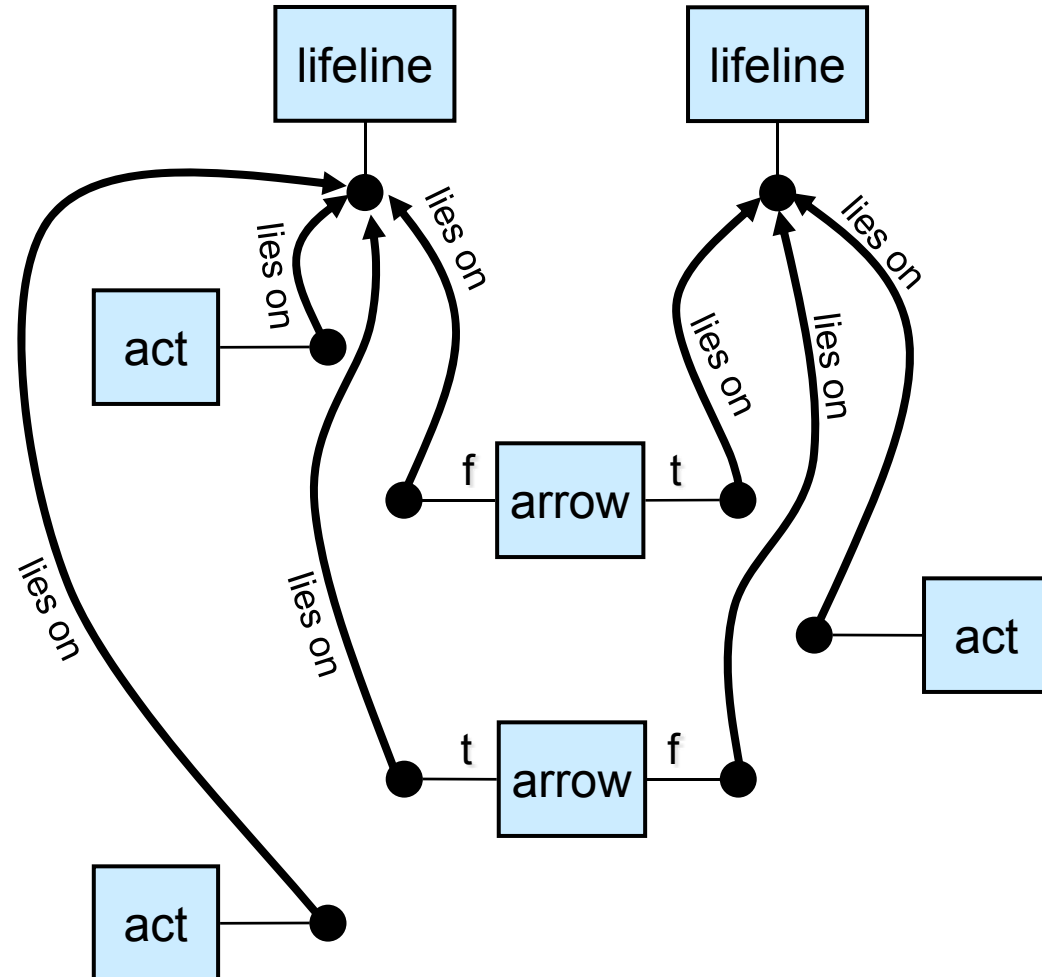 lifeline
lifeline
lies on
lies on
lies on
act
lies on
lies on
f
arrow
t
lies on
lies on
act
t
arrow
f
act